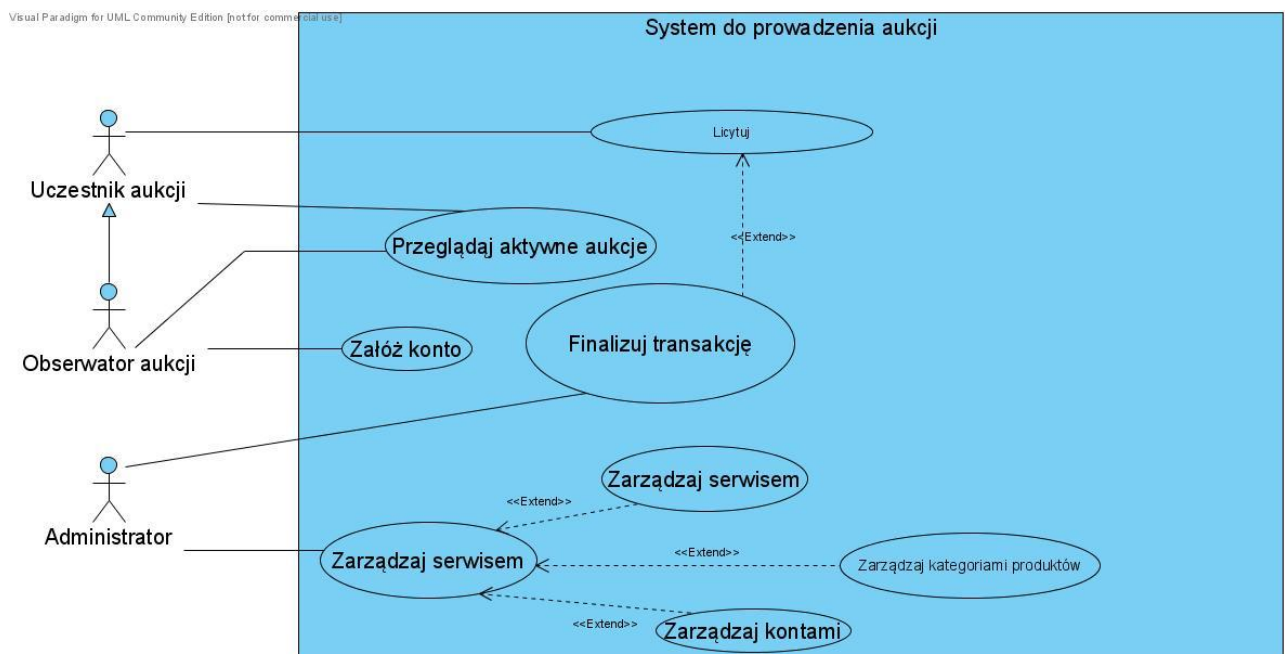 Visual Paradigm for UML Community Edition [not for commercial use]
System do prowadzenia aukcji
Licytuj
Uczestnik aukcji
<<Extend>>
Przeglądaj aktywne aukcje
Finalizuj transakcję
Załóż konto
Obserwator aukcji
Zarządzaj serwisem
<<Extend>>
Administrator
<<Extend>>
Zarządzaj serwisem
Zarządzaj kategoriami produktów
<<Extend>>
Zarządzaj kontami